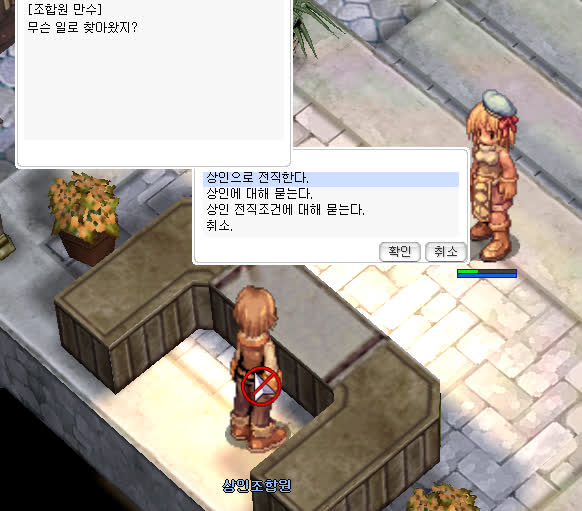 [조합원 만수]
무슨 일로 찾아왔지?
상인으로 전직한다.
상인에 대해 묻는다.
상인 전직조건에 대해 묻는다.
취소.
확인 취소
상인조합원